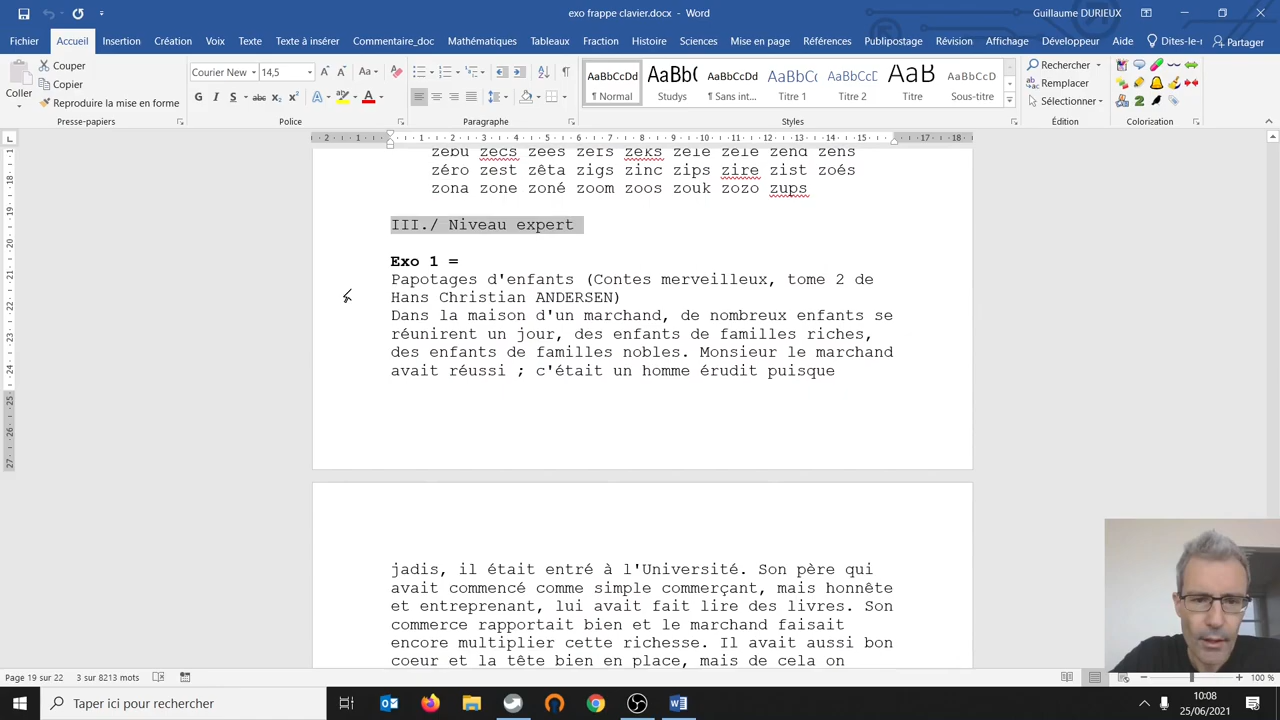 exo frappe clavier.docx - Word
Guillaume DURIEUX
Fichier Accueil Insertion Création Voix Texte Texte à insérer Commentaire_doc Mathématiques Tableaux Fraction Histoire Sciences Mise en page Références Publipostage Révision Affichage Développeur Aide Dites-le Partager
Coller
Couper
Copier
Reproduire la mise en forme
Courier New 14,5
AaBbCcDd AaBb( AaBbCcDd AaBbCc AaBbCcC AaB AaBbCcD
¶ Normal Studys ¶ Sans int... Titre 1 Titre 2 Titre Sous-titre
Rechercher
Remplacer
Sélectionner
Presse-papiers Police Paragraphe Styles Édition Colorization
zébu zecs zées zers zeks zèle zélé zend zens
zéro zest zêta zigs zinc zips zire zist zoés
zona zone zoné zoom zoos zouk zozo zups
III./ Niveau expert
Exo 1 =
Papotages d'enfants (Contes merveilleux, tome 2 de
Hans Christian ANDERSEN)
Dans la maison d'un marchand, de nombreux enfants se
réunirent un jour, des enfants de familles riches,
des enfants de familles nobles. Monsieur le marchand
avait réussi ; c'était un homme érudit puisque
jadis, il était entré à l'Université. Son père qui
avait commencé comme simple commerçant, mais honnête
et entreprenant, lui avait fait lire des livres. Son
commerce rapportait bien et le marchand faisait
encore multiplier cette richesse. Il avait aussi bon
coeur et la tête bien en place, mais de cela on
Page 19 sur 22 3 sur 8213 mots 100 %
Taper ici pour rechercher
10:08
25/06/2021